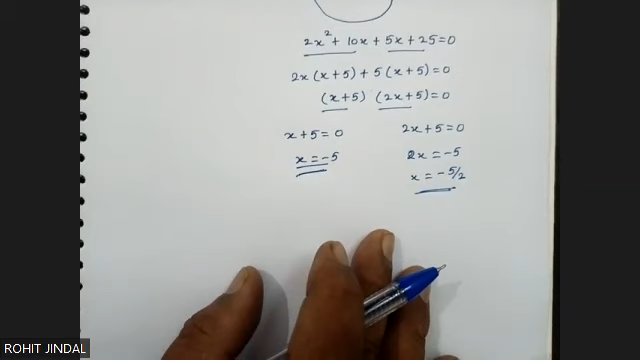 2x² + 10x + 5x + 25 = 0
2x (x + 5) + 5 (x + 5) = 0
(x + 5) (2x + 5) = 0
x + 5 = 0 2x + 5 = 0
x = -5 2x = -5
x = -5/2
ROHIT JINDAL